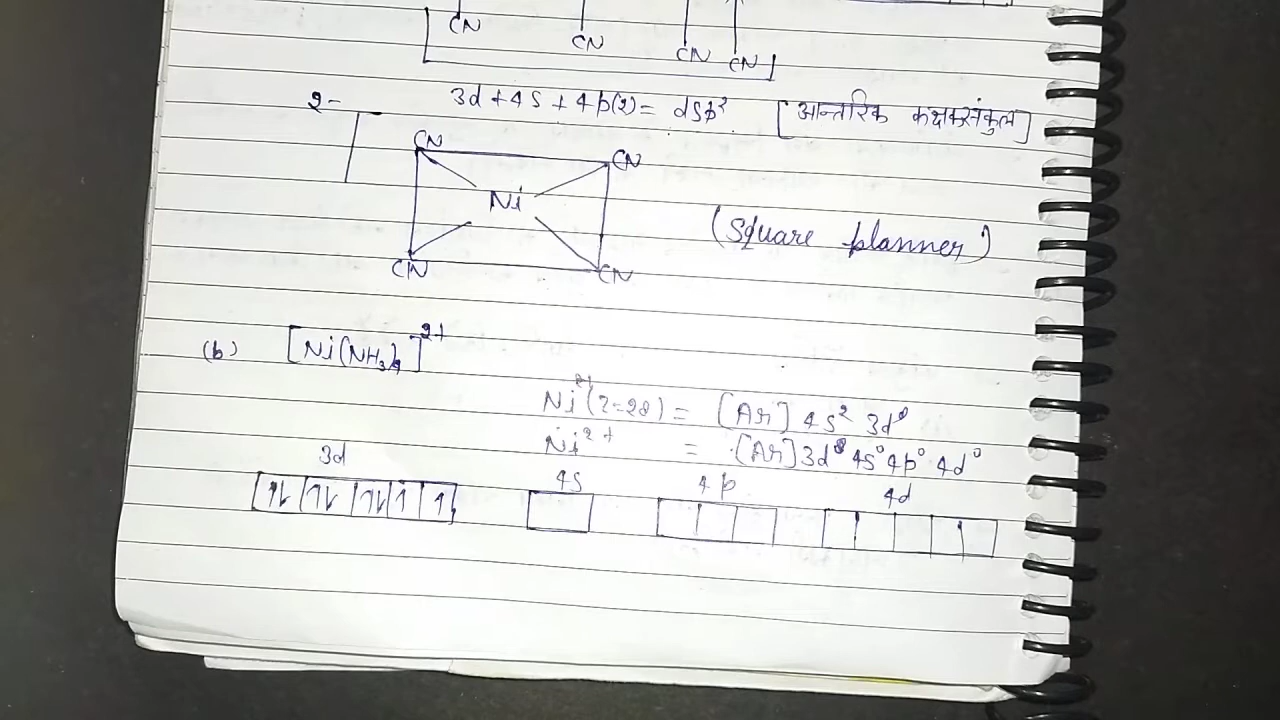 CN CN CN CN
2- 3d + 4s + 4p(2) = dsp² [आन्तरिक कक्षक संकुल]
CN CN
Ni
(square planner)
CN CN
(b) [Ni(NH₃)₄]²⁺
Ni (Z=28) = [Ar] 4s² 3d⁸
Ni²⁺ = [Ar] 3d⁸ 4s⁰ 4p⁰ 4d⁰
3d 4s 4p 4d
↿⇂ ↿⇂ ↿⇂ ↿ ↿